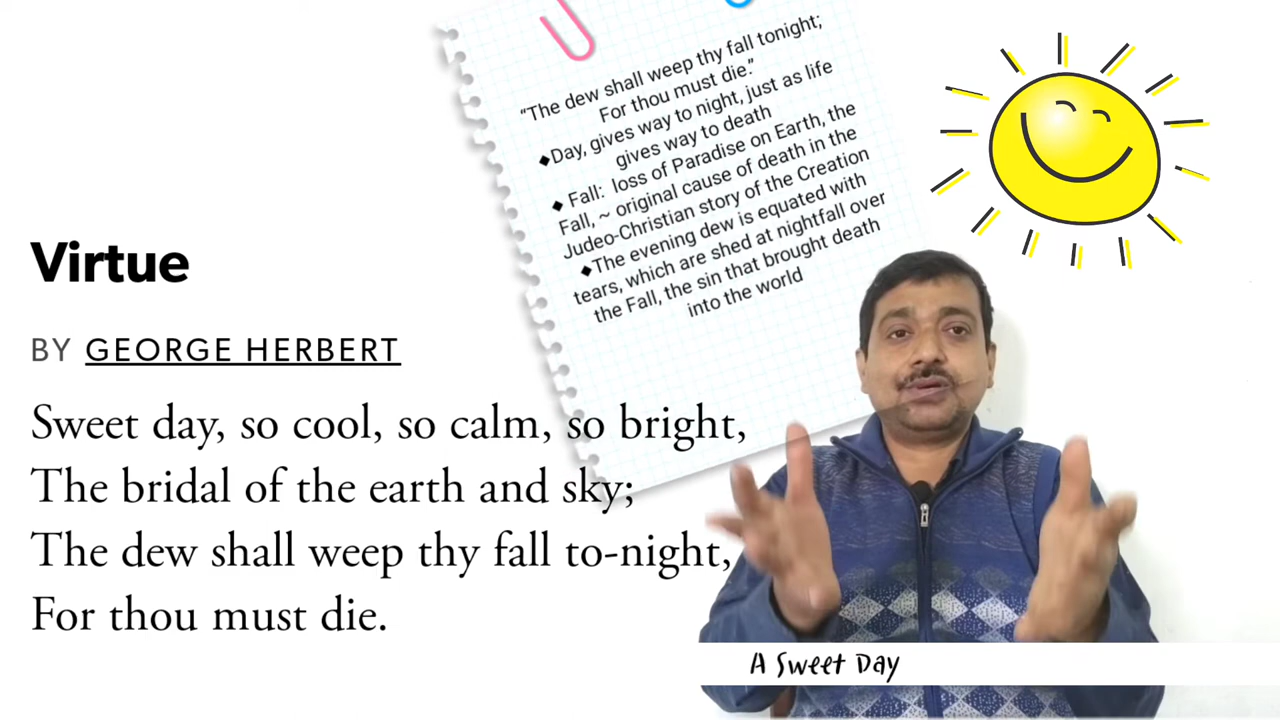 Virtue
BY GEORGE HERBERT
Sweet day, so cool, so calm, so bright,
The bridal of the earth and sky;
The dew shall weep thy fall to-night,
For thou must die.
“The dew shall weep thy fall tonight;
For thou must die.”
◆Day, gives way to night, just as life
gives way to death
◆ Fall: loss of Paradise on Earth, the
Fall, ~ original cause of death in the
Judeo-Christian story of the Creation
◆The evening dew is equated with
tears, which are shed at nightfall over
the Fall, the sin that brought death
into the world
A Sweet Day